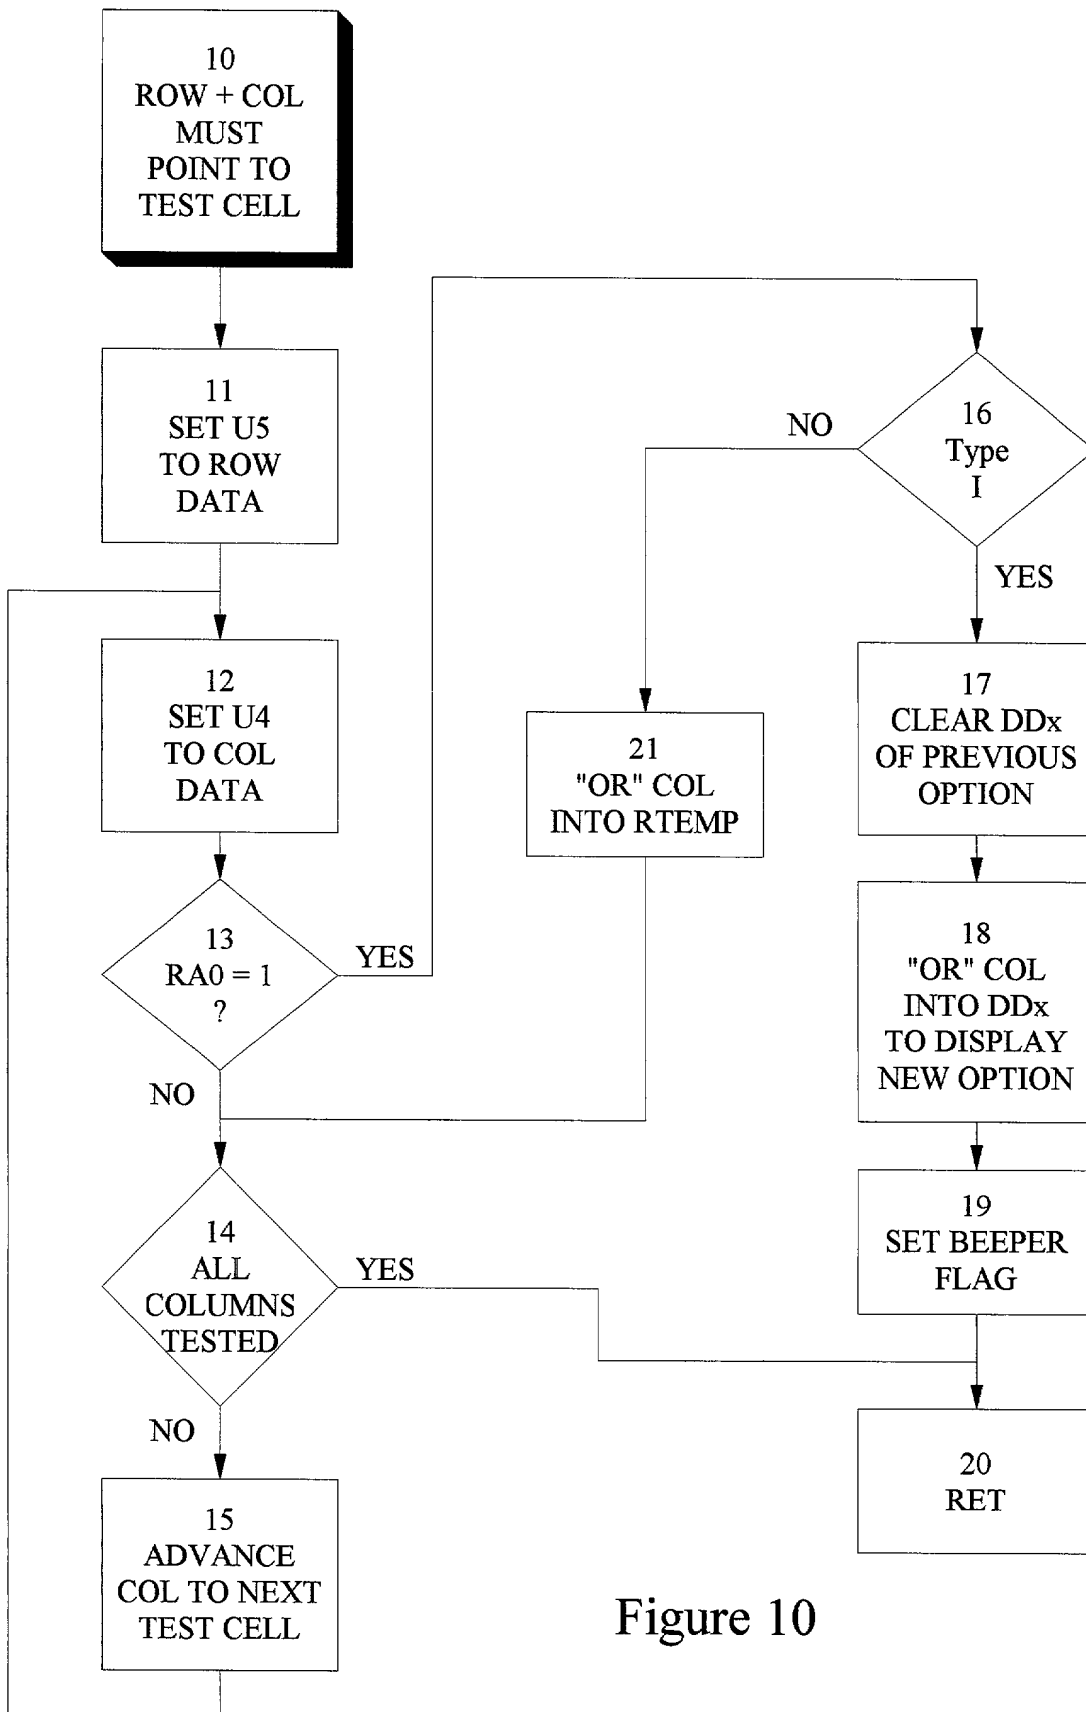 10
ROW + COL
MUST
POINT TO
TEST CELL
11
SET U5
TO ROW
DATA
12
SET U4
TO COL
DATA
13
RA0 = 1
?
YES
NO
14
ALL
COLUMNS
TESTED
YES
NO
15
ADVANCE
COL TO NEXT
TEST CELL
16
Type
I
NO
YES
21
"OR" COL
INTO RTEMP
17
CLEAR DDx
OF PREVIOUS
OPTION
18
"OR" COL
INTO DDx
TO DISPLAY
NEW OPTION
19
SET BEEPER
FLAG
20
RET
Figure 10